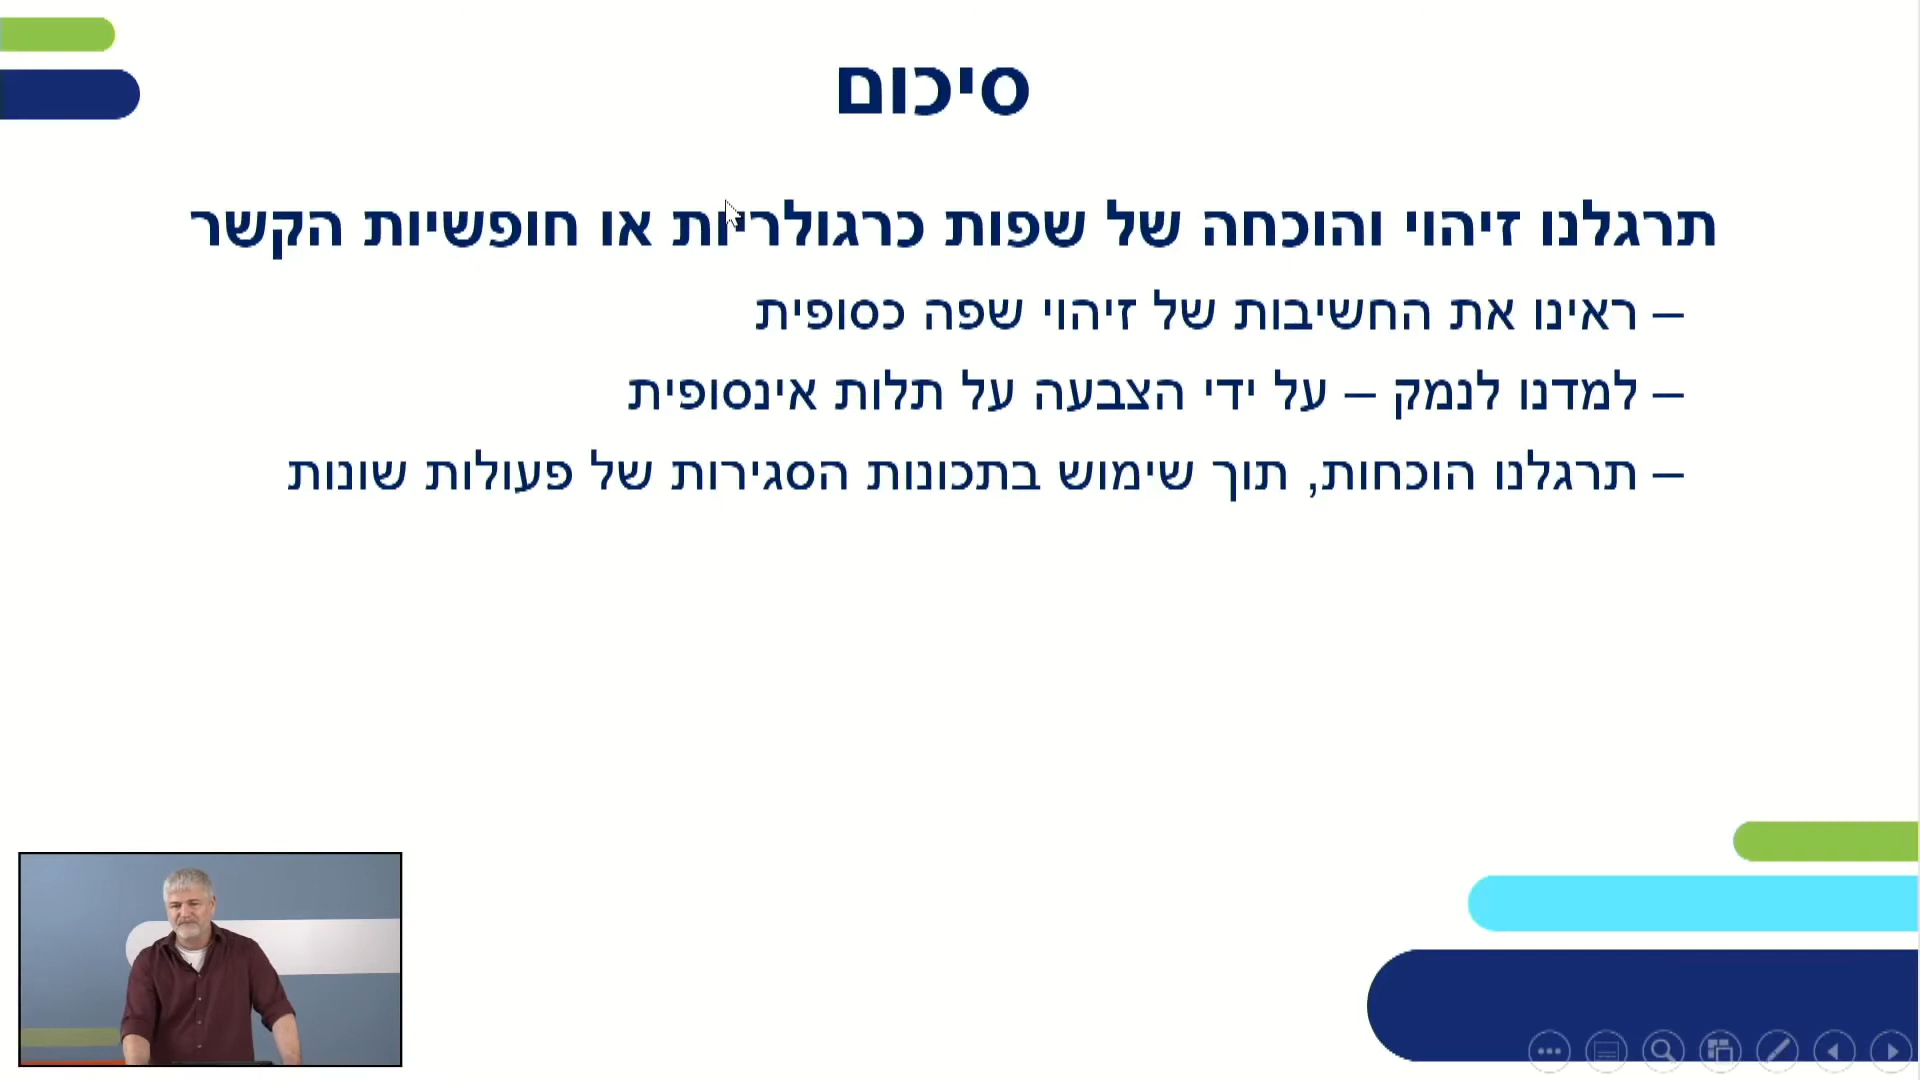 סיכום
תרגלנו זיהוי והוכחה של שפות כרגולריות או חופשיות הקשר
– ראינו את החשיבות של זיהוי שפה כסופית
– למדנו לנמק – על ידי הצבעה על תלות אינסופית
– תרגלנו הוכחות, תוך שימוש בתכונות הסגירות של פעולות שונות